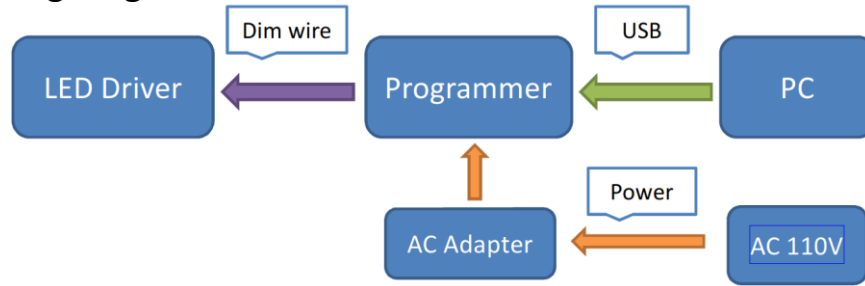 Dim wire
USB
LED Driver
Programmer
PC
Power
AC Adapter
AC 110V